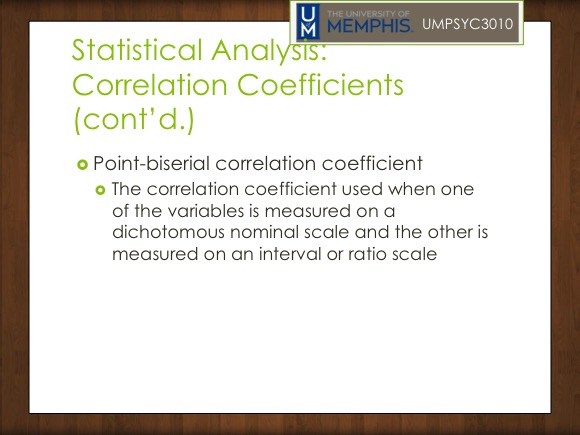 UM
THE UNIVERSITY OF
MEMPHIS.
UMPSYC3010
Statistical Analysis:
Correlation Coefficients
(cont’d.)
Point-biserial correlation coefficient
The correlation coefficient used when one
of the variables is measured on a
dichotomous nominal scale and the other is
measured on an interval or ratio scale